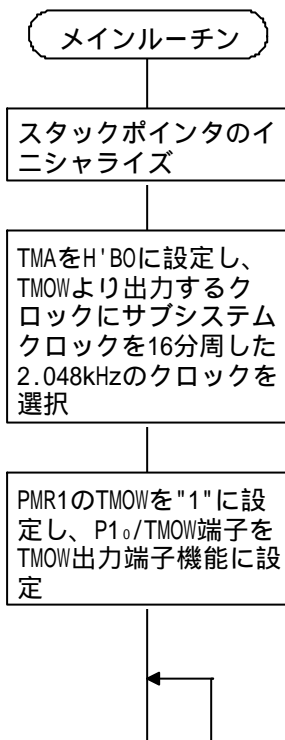 メインルーチン
スタックポインタのイ
ニシャライズ
TMAをH'B0に設定し、
TMOWより出力するク
ロックにサブシステム
クロックを16分周した
2.048kHzのクロックを
選択
PMR1のTMOWを"1"に設
定し、P1₀/TMOW端子を
TMOW出力端子機能に設
定